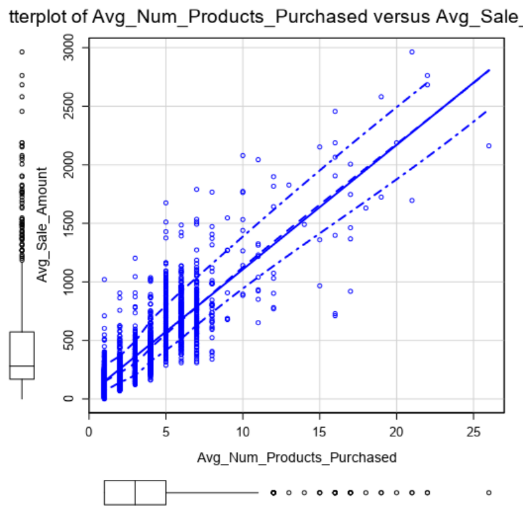 tterplot of Avg_Num_Products_Purchased versus Avg_Sale_
3000
2500
2000
1500
1000
500
0
Avg_Sale_Amount
0 5 10 15 20 25
Avg_Num_Products_Purchased